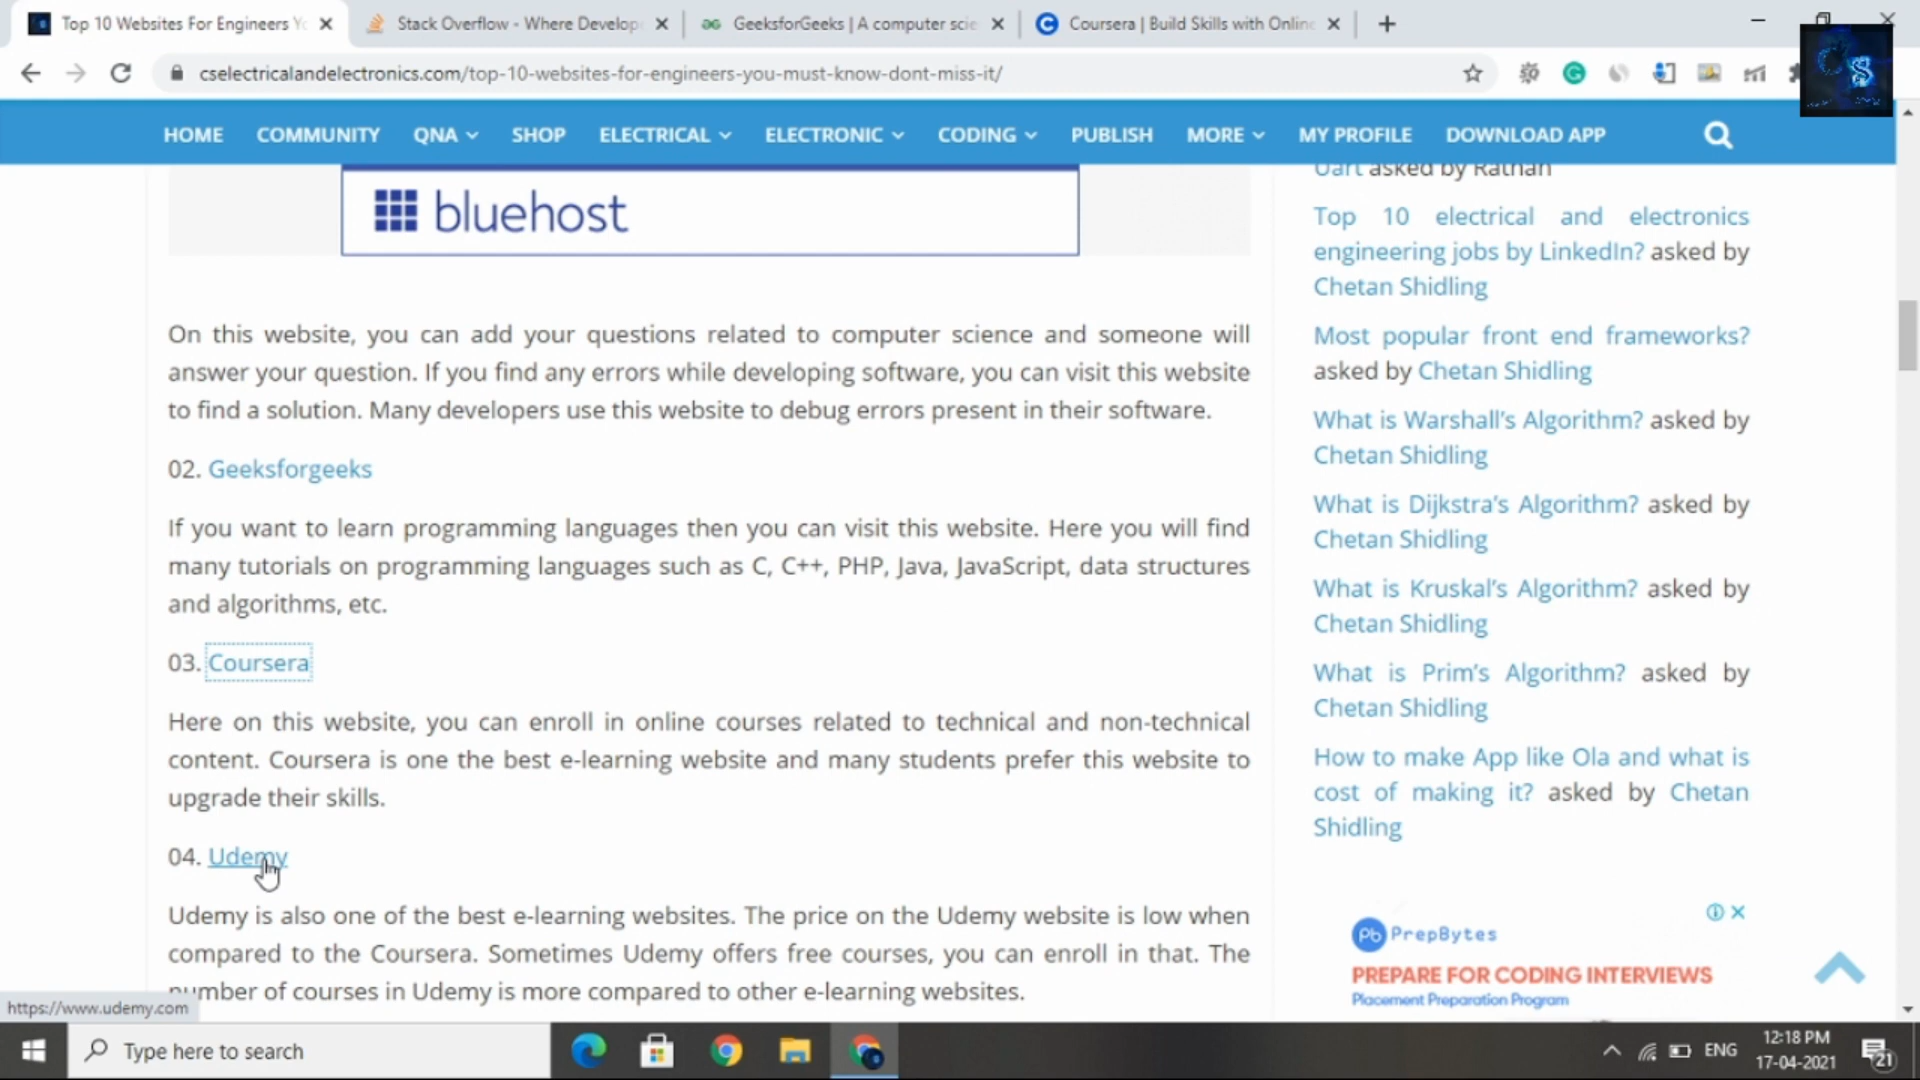 Top 10 Websites For Engineers Yo
Stack Overflow - Where Develop
GeeksforGeeks | A computer scie
Coursera | Build Skills with Online
cselectricalandelectronics.com/top-10-websites-for-engineers-you-must-know-dont-miss-it/
HOME COMMUNITY QNA SHOP ELECTRICAL ELECTRONIC CODING PUBLISH MORE MY PROFILE DOWNLOAD APP
bluehost
On this website, you can add your questions related to computer science and someone will
answer your question. If you find any errors while developing software, you can visit this website
to find a solution. Many developers use this website to debug errors present in their software.
02. Geeksforgeeks
If you want to learn programming languages then you can visit this website. Here you will find
many tutorials on programming languages such as C, C++, PHP, Java, JavaScript, data structures
and algorithms, etc.
03. Coursera
Here on this website, you can enroll in online courses related to technical and non-technical
content. Coursera is one the best e-learning website and many students prefer this website to
upgrade their skills.
04. Udemy
Udemy is also one of the best e-learning websites. The price on the Udemy website is low when
compared to the Coursera. Sometimes Udemy offers free courses, you can enroll in that. The
number of courses in Udemy is more compared to other e-learning websites.
Uart asked by Rathan
Top 10 electrical and electronics
engineering jobs by LinkedIn? asked by
Chetan Shidling
Most popular front end frameworks?
asked by Chetan Shidling
What is Warshall's Algorithm? asked by
Chetan Shidling
What is Dijkstra's Algorithm? asked by
Chetan Shidling
What is Kruskal's Algorithm? asked by
Chetan Shidling
What is Prim's Algorithm? asked by
Chetan Shidling
How to make App like Ola and what is
cost of making it? asked by Chetan
Shidling
Pb PrepBytes
PREPARE FOR CODING INTERVIEWS
Placement Preparation Program
https://www.udemy.com
Type here to search
ENG
12:18 PM
17-04-2021
21